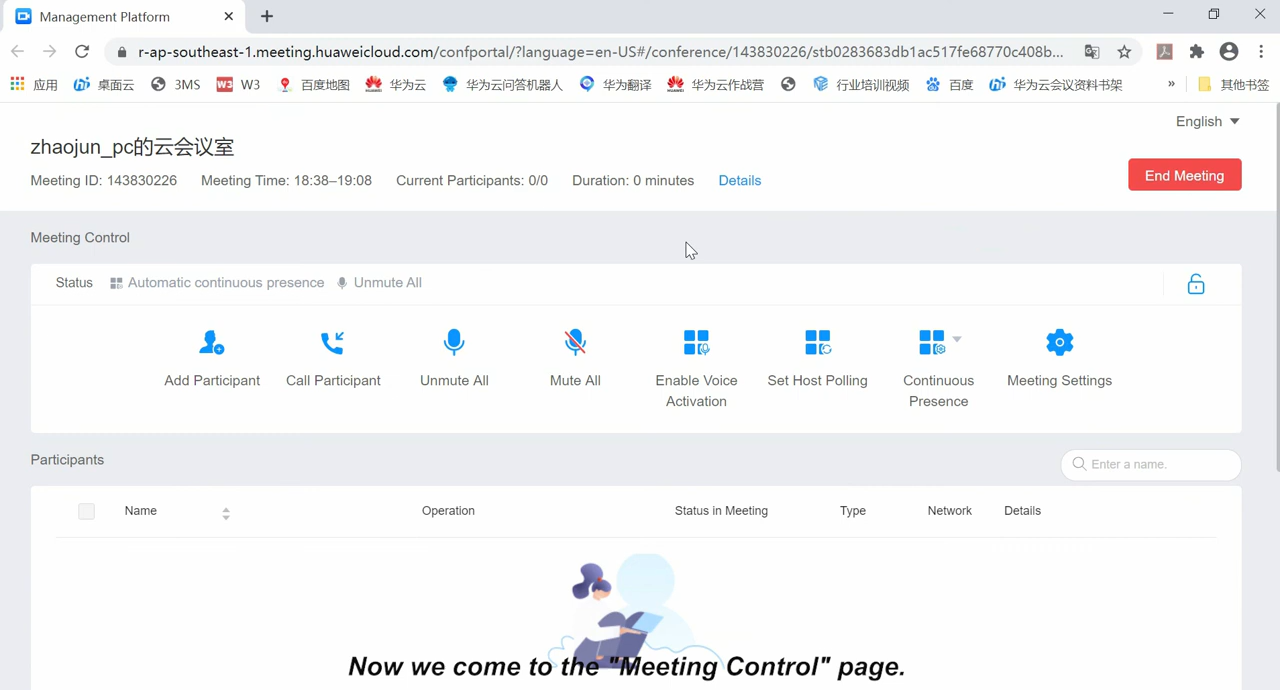 Management Platform
r-ap-southeast-1.meeting.huaweicloud.com/confportal/?language=en-US#/conference/143830226/stb0283683db1ac517fe68770c408b...
应用 桌面云 3MS W3 百度地图 华为云 华为云问答机器人 华为翻译 华为云作战营 行业培训视频 百度 华为云会议资料书架 » 其他书签
English
zhaojun_pc的云会议室
Meeting ID: 143830226 Meeting Time: 18:38–19:08 Current Participants: 0/0 Duration: 0 minutes Details
End Meeting
Meeting Control
Status Automatic continuous presence Unmute All
Add Participant Call Participant Unmute All Mute All Enable Voice Activation Set Host Polling Continuous Presence Meeting Settings
Participants
Enter a name.
Name Operation Status in Meeting Type Network Details
Now we come to the "Meeting Control" page.